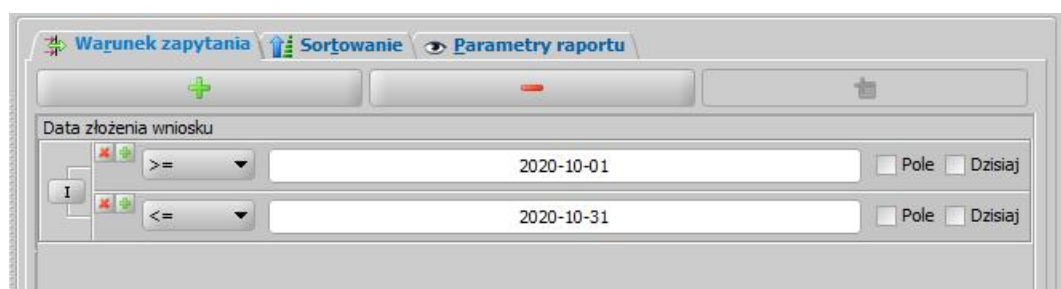 Warunek zapytania Sortowanie Parametry raportu
Data złożenia wniosku
>= 2020-10-01 Pole Dzisiaj
I
<= 2020-10-31 Pole Dzisiaj